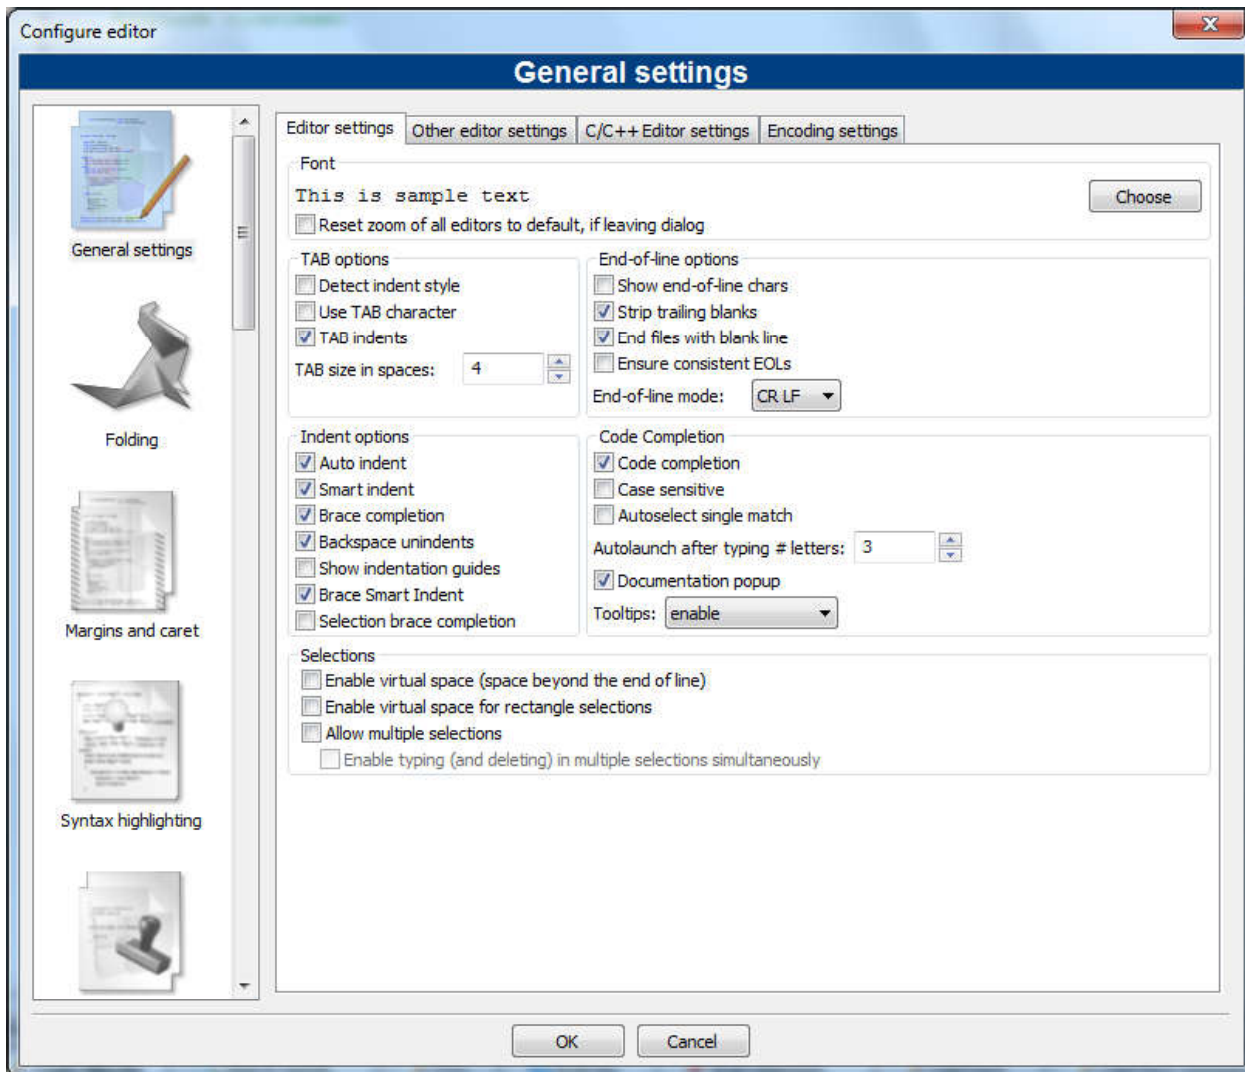 Configure editor
General settings
General settings
Folding
Margins and caret
Syntax highlighting
Editor settings
Other editor settings
C/C++ Editor settings
Encoding settings
Font
This is sample text
Choose
Reset zoom of all editors to default, if leaving dialog
TAB options
Detect indent style
Use TAB character
TAB indents
TAB size in spaces: 4
End-of-line options
Show end-of-line chars
Strip trailing blanks
End files with blank line
Ensure consistent EOLs
End-of-line mode: CR LF
Indent options
Auto indent
Smart indent
Brace completion
Backspace unindents
Show indentation guides
Brace Smart Indent
Selection brace completion
Code Completion
Code completion
Case sensitive
Autoselect single match
Autolaunch after typing # letters: 3
Documentation popup
Tooltips: enable
Selections
Enable virtual space (space beyond the end of line)
Enable virtual space for rectangle selections
Allow multiple selections
Enable typing (and deleting) in multiple selections simultaneously
OK
Cancel